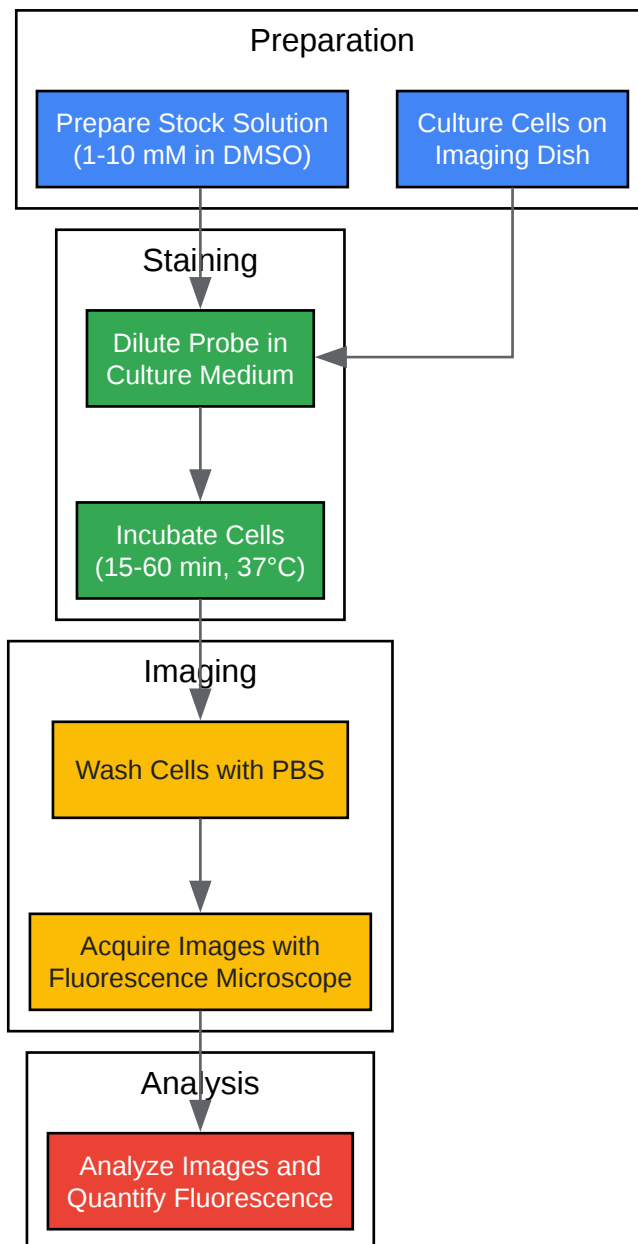 Preparation
Prepare Stock Solution
(1-10 mM in DMSO)
Culture Cells on
Imaging Dish
Staining
Dilute Probe in
Culture Medium
Incubate Cells
(15-60 min, 37°C)
Imaging
Wash Cells with PBS
Acquire Images with
Fluorescence Microscope
Analysis
Analyze Images and
Quantify Fluorescence